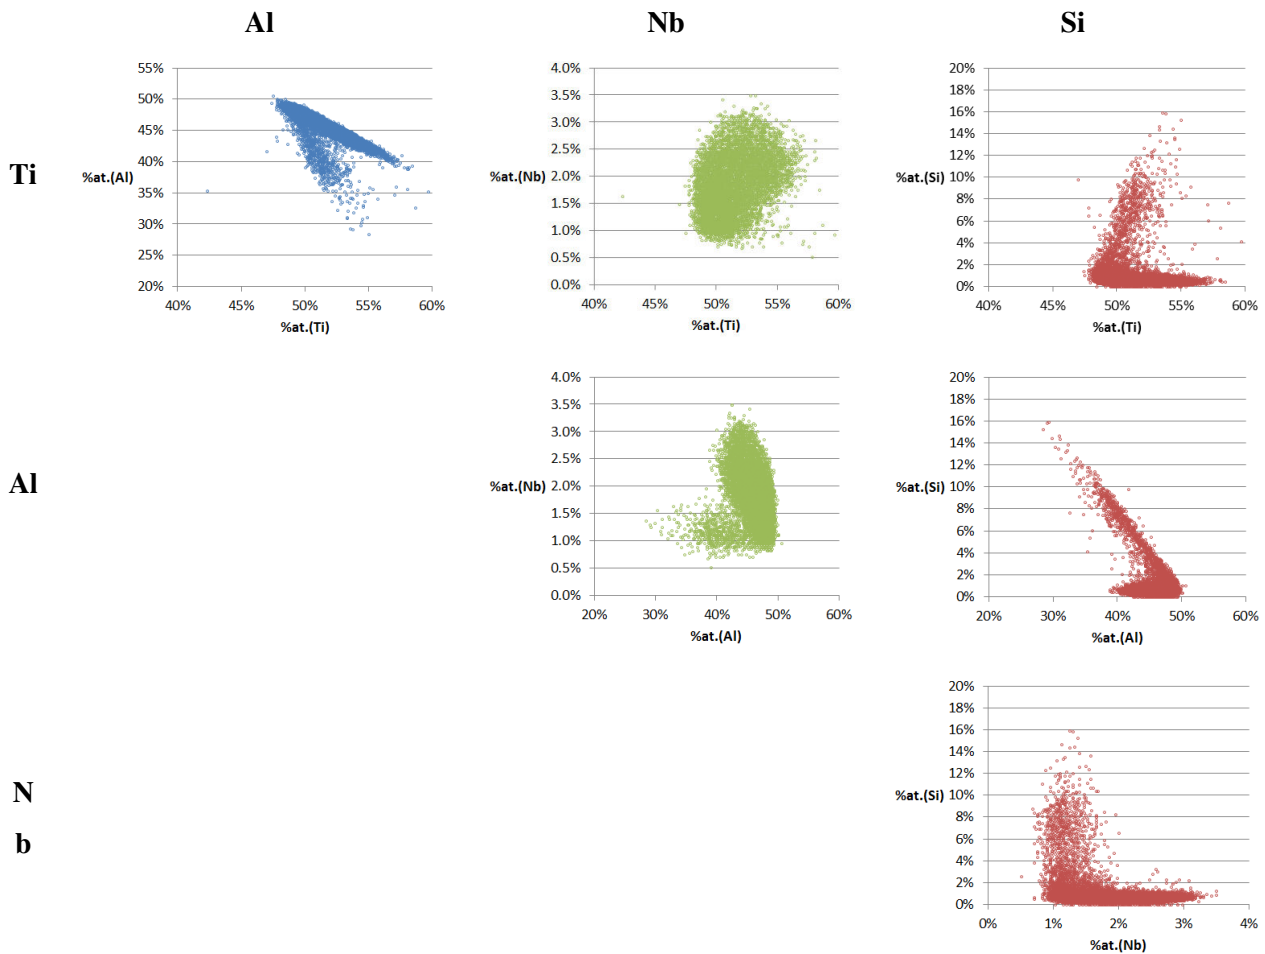 Al Nb Si
Ti
55%
50%
45%
40%
35%
30%
25%
20%
%at.(Al)
40% 45% 50% 55% 60%
%at.(Ti)
4.0%
3.5%
3.0%
2.5%
2.0%
1.5%
1.0%
0.5%
0.0%
%at.(Nb)
40% 45% 50% 55% 60%
%at.(Ti)
20%
18%
16%
14%
12%
10%
8%
6%
4%
2%
0%
%at.(Si)
40% 45% 50% 55% 60%
%at.(Ti)
Al
4.0%
3.5%
3.0%
2.5%
2.0%
1.5%
1.0%
0.5%
0.0%
%at.(Nb)
20% 30% 40% 50% 60%
%at.(Al)
20%
18%
16%
14%
12%
10%
8%
6%
4%
2%
0%
%at.(Si)
20% 30% 40% 50% 60%
%at.(Al)
N
b
20%
18%
16%
14%
12%
10%
8%
6%
4%
2%
0%
%at.(Si)
0% 1% 2% 3% 4%
%at.(Nb)